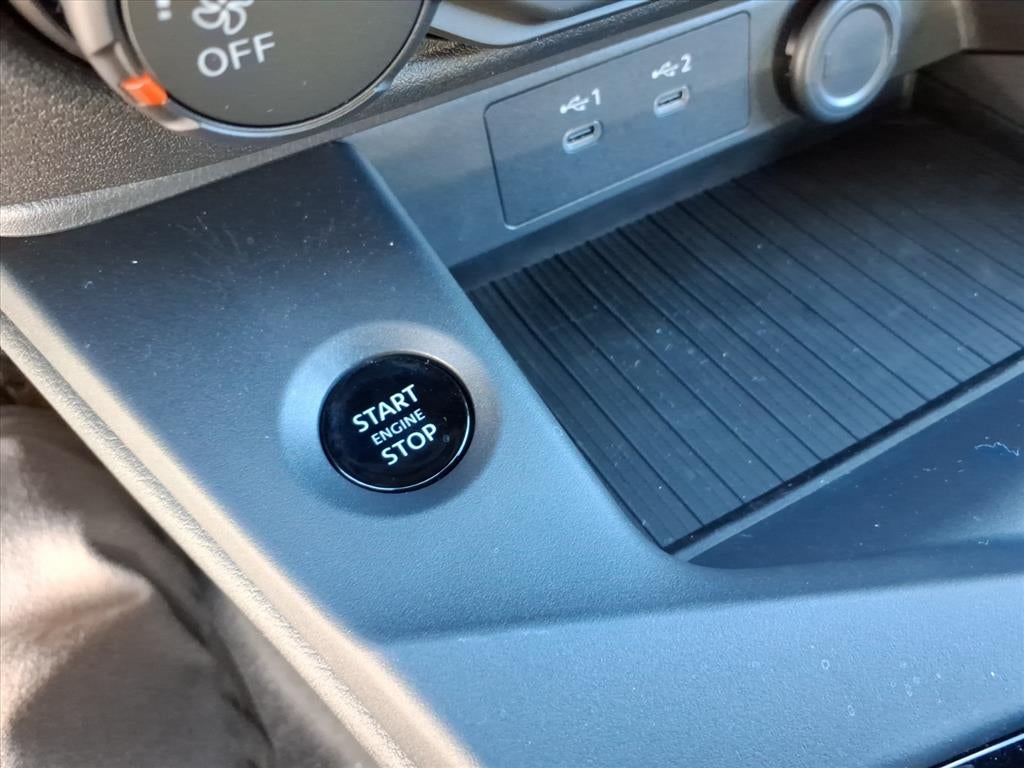 OFF
1
2
START
ENGINE
STOP